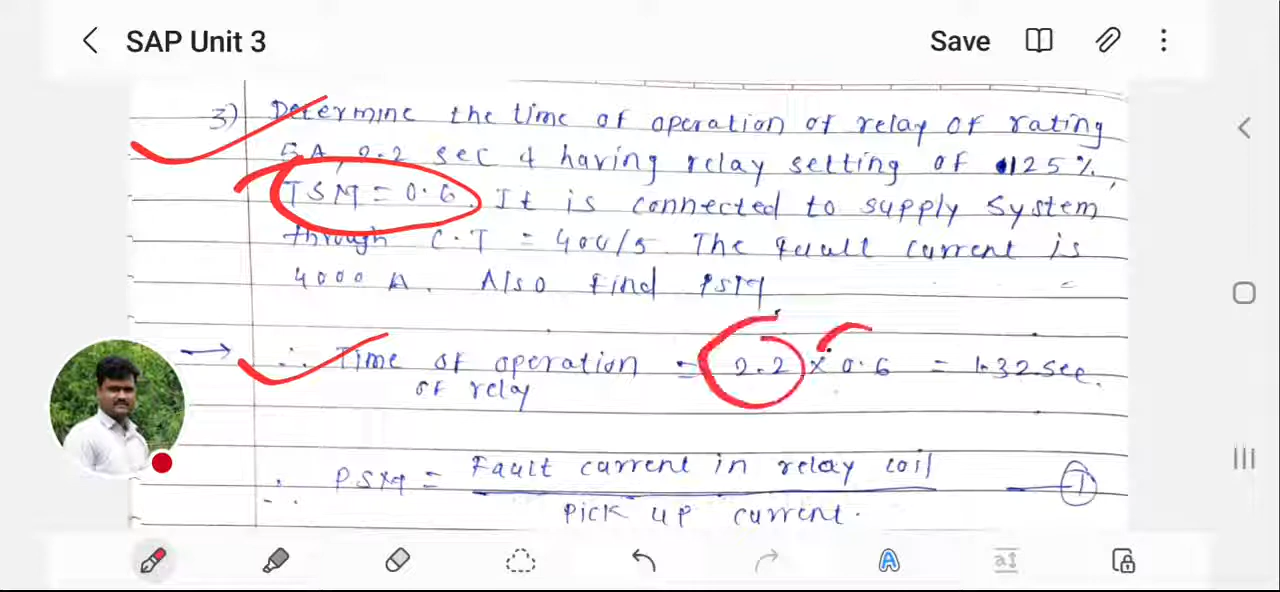 SAP Unit 3
Save
3) Determine the time of operation of relay of rating
5A, 2.2 sec & having relay setting of 125%,
TSM = 0.6. It is connected to supply system
through C.T = 400/5. The fault current is
4000 A. Also find PSM
→ ∴ Time of operation = 2.2 × 0.6 = 1.32 sec.
of relay
∴ PSM = Fault current in relay coil ①
Pick up current.